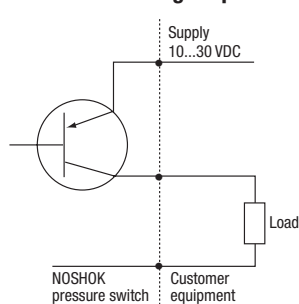 Supply
10...30 VDC
Load
NOSHOK
pressure switch
Customer
equipment